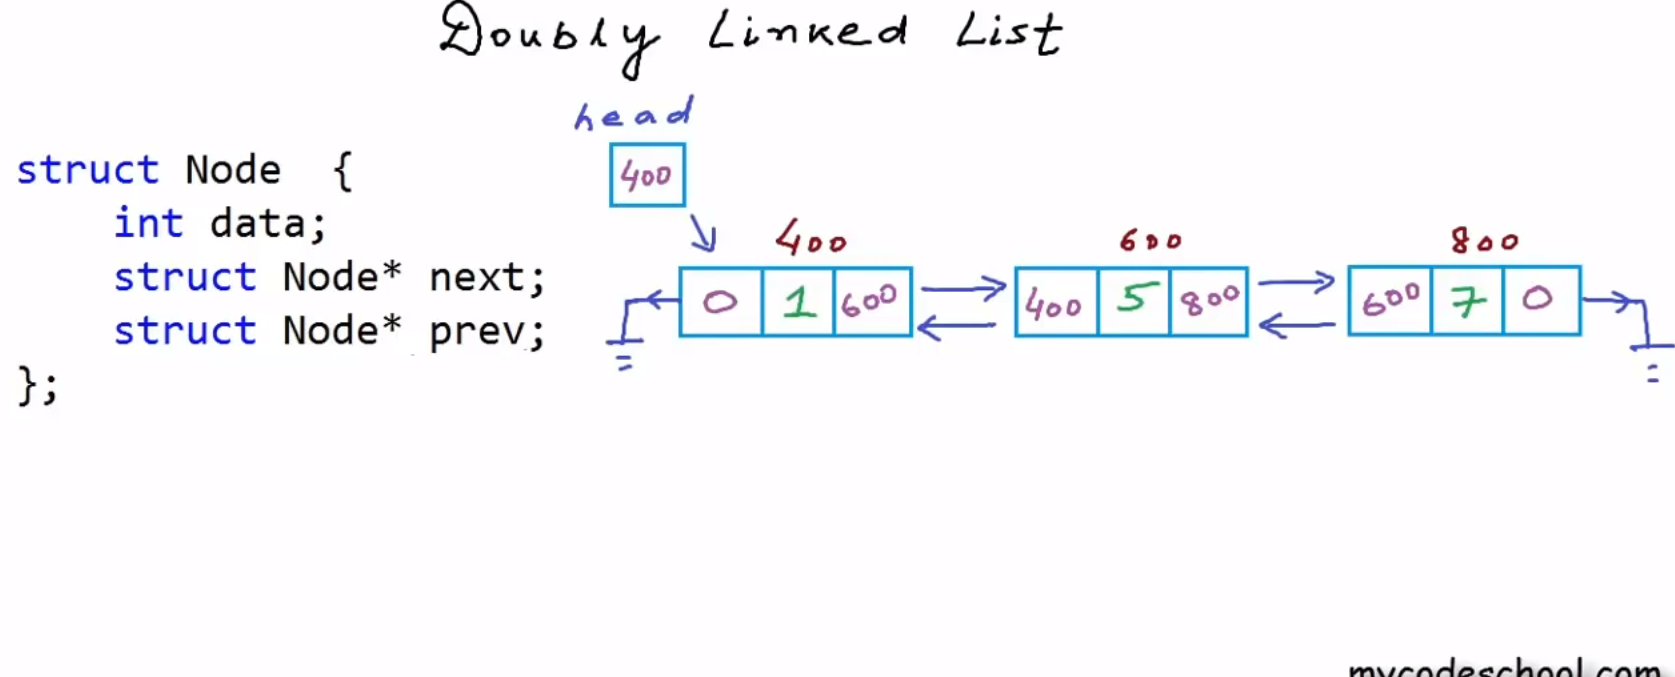 Doubly Linked List
head
400
struct Node {
int data;
struct Node* next;
struct Node* prev;
};
400 600 800
0 1 600 400 5 800 600 7 0
mycodeschool.com